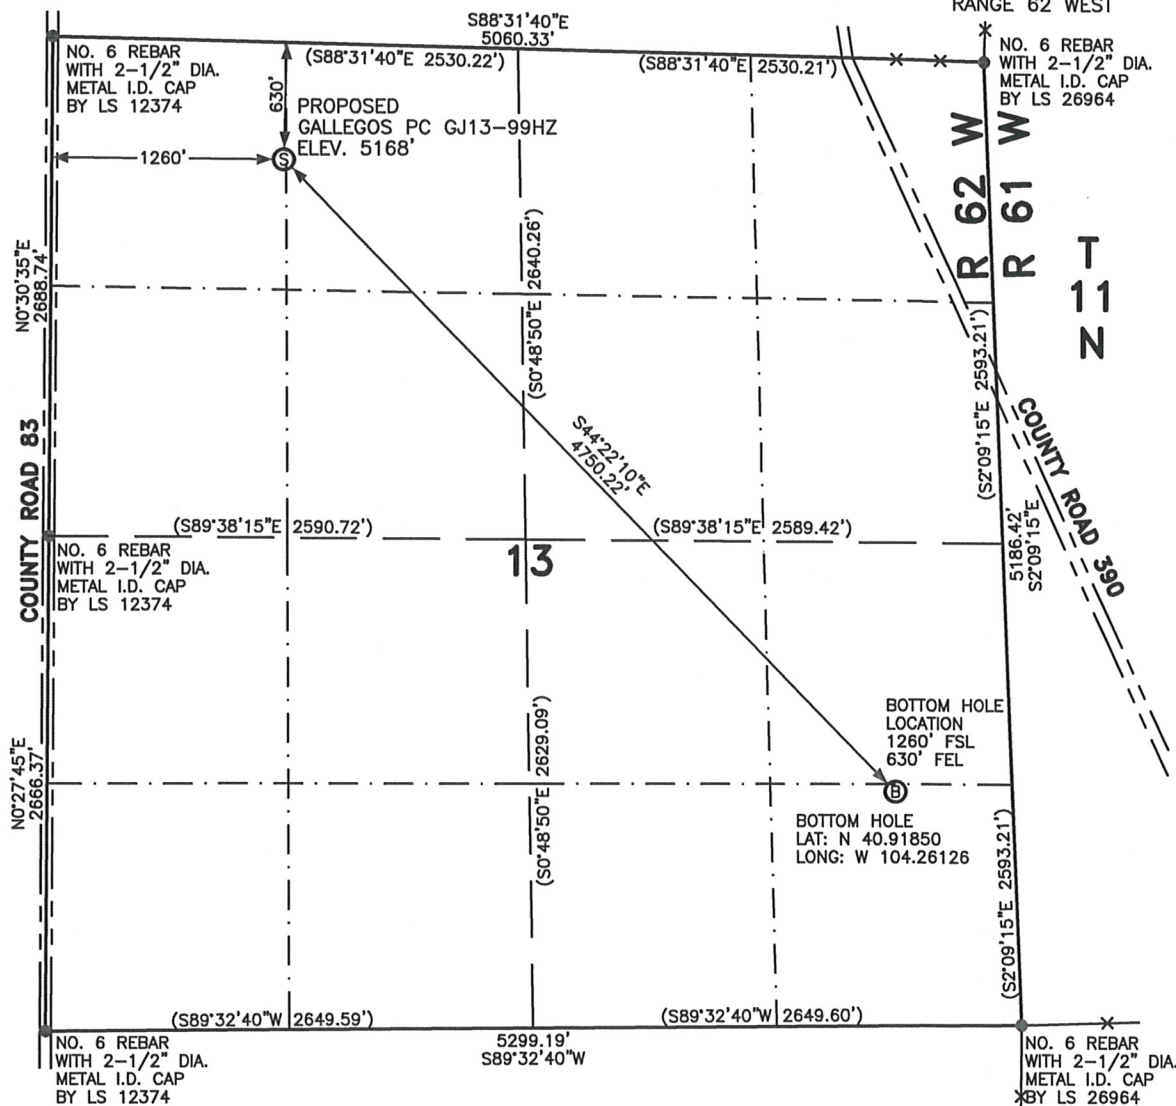 RANGE 62 WEST
S88°31'40"E
5060.33'
(S88°31'40"E 2530.22')
(S88°31'40"E 2530.21')
NO. 6 REBAR
WITH 2-1/2" DIA.
METAL I.D. CAP
BY LS 12374
NO. 6 REBAR
WITH 2-1/2" DIA.
METAL I.D. CAP
BY LS 26964
630'
PROPOSED
GALLEGOS PC GJ13-99HZ
ELEV. 5168'
1260'
S
R 62 W
R 61 W
T
11
N
N0°30'35"E
2688.74'
(S0°48'50"E 2640.26')
(S2°09'15"E 2593.21')
COUNTY ROAD 83
COUNTY ROAD 390
S44°22'10"E
4750.22'
(S89°38'15"E 2590.72')
(S89°38'15"E 2589.42')
5186.42'
S2°09'15"E
NO. 6 REBAR
WITH 2-1/2" DIA.
METAL I.D. CAP
BY LS 12374
13
BOTTOM HOLE
LOCATION
1260' FSL
630' FEL
B
BOTTOM HOLE
LAT: N 40.91850
LONG: W 104.26126
N0°27'45"E
2666.37'
(S0°48'50"E 2629.09')
(S2°09'15"E 2593.21')
(S89°32'40"W 2649.59')
(S89°32'40"W 2649.60')
5299.19'
S89°32'40"W
NO. 6 REBAR
WITH 2-1/2" DIA.
METAL I.D. CAP
BY LS 12374
NO. 6 REBAR
WITH 2-1/2" DIA.
METAL I.D. CAP
BY LS 26964